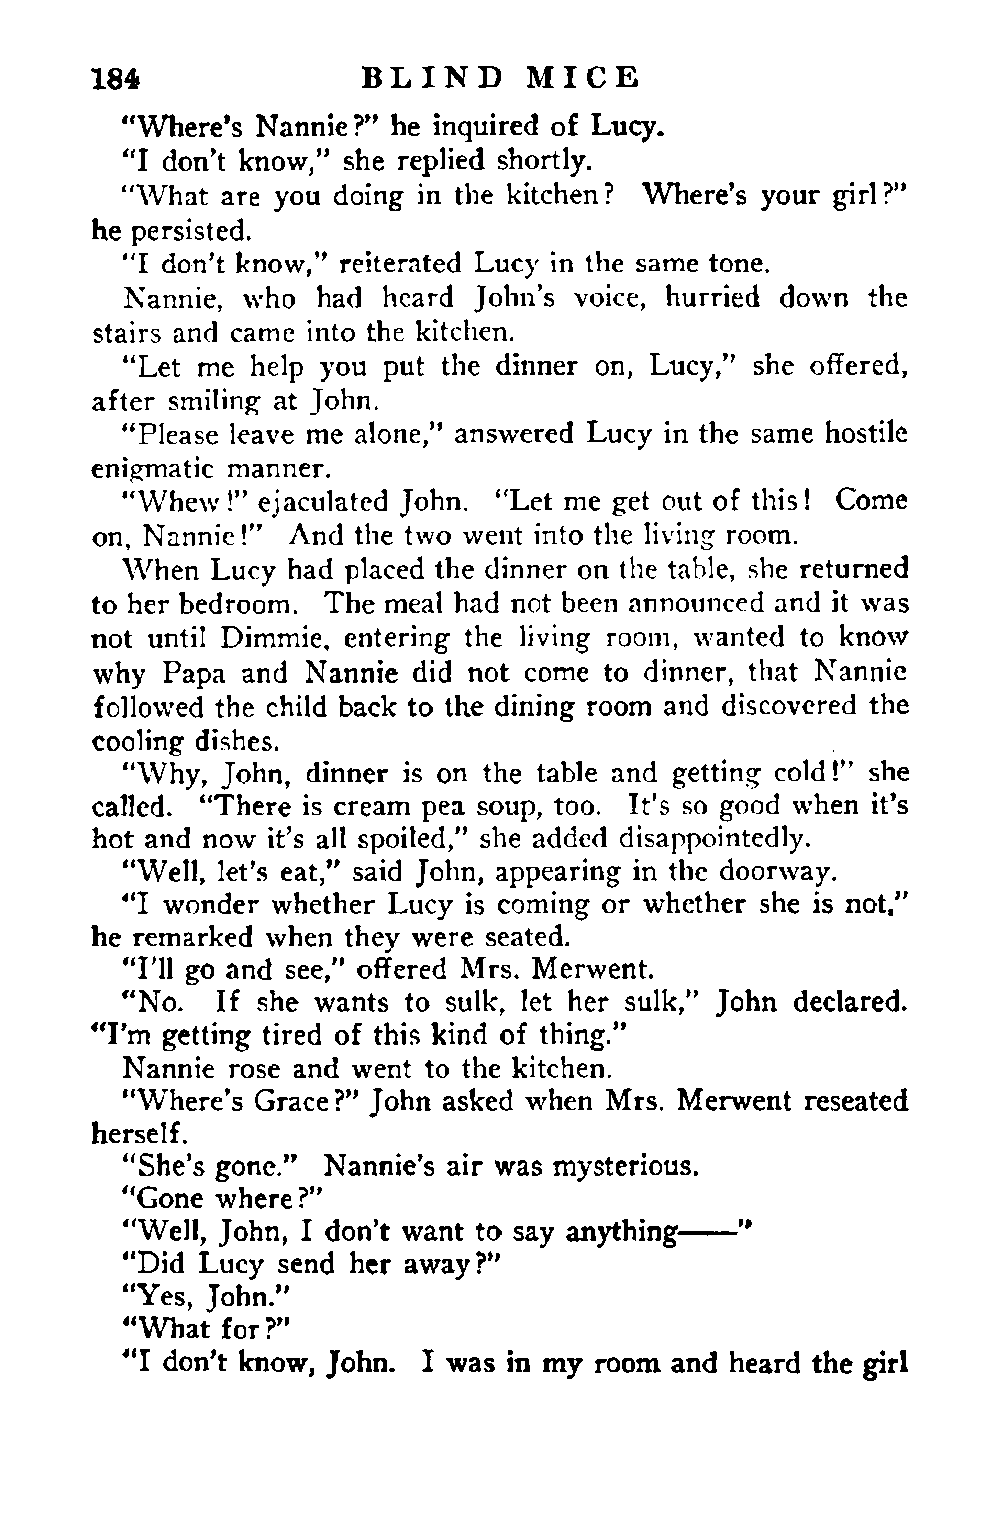 184 BLIND MICE
“Where’s Nannie?” he inquired of Lucy.
“I don’t know,” she replied shortly.
“What are you doing in the kitchen? Where’s your girl?”
he persisted.
“I don’t know,” reiterated Lucy in the same tone.
Nannie, who had heard John’s voice, hurried down the
stairs and came into the kitchen.
“Let me help you put the dinner on, Lucy,” she offered,
after smiling at John.
“Please leave me alone,” answered Lucy in the same hostile
enigmatic manner.
“Whew!” ejaculated John. “Let me get out of this! Come
on, Nannie!” And the two went into the living room.
When Lucy had placed the dinner on the table, she returned
to her bedroom. The meal had not been announced and it was
not until Dimmie, entering the living room, wanted to know
why Papa and Nannie did not come to dinner, that Nannie
followed the child back to the dining room and discovered the
cooling dishes.
“Why, John, dinner is on the table and getting cold!” she
called. “There is cream pea soup, too. It’s so good when it’s
hot and now it’s all spoiled,” she added disappointedly.
“Well, let’s eat,” said John, appearing in the doorway.
“I wonder whether Lucy is coming or whether she is not,”
he remarked when they were seated.
“I’ll go and see,” offered Mrs. Merwent.
“No. If she wants to sulk, let her sulk,” John declared.
“I’m getting tired of this kind of thing.”
Nannie rose and went to the kitchen.
“Where’s Grace?” John asked when Mrs. Merwent reseated
herself.
“She’s gone.” Nannie’s air was mysterious.
“Gone where?”
“Well, John, I don’t want to say anything——”
“Did Lucy send her away?”
“Yes, John.”
“What for?”
“I don’t know, John. I was in my room and heard the girl